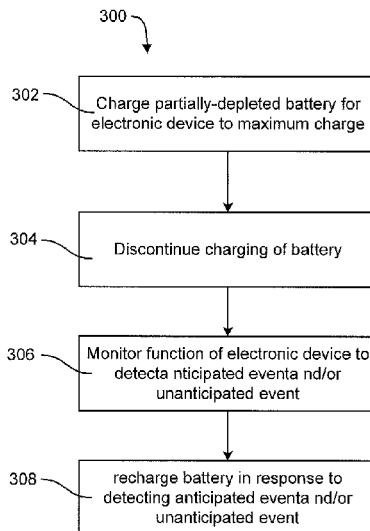 300
302
Charge partially-depleted battery for
electronic device to maximum charge
304
Discontinue charging of battery
306
Monitor function of electronic device to
detecta nticipated eventa nd/or
unanticipated event
308
recharge battery in response to
detecting anticipated eventa nd/or
unanticipated event